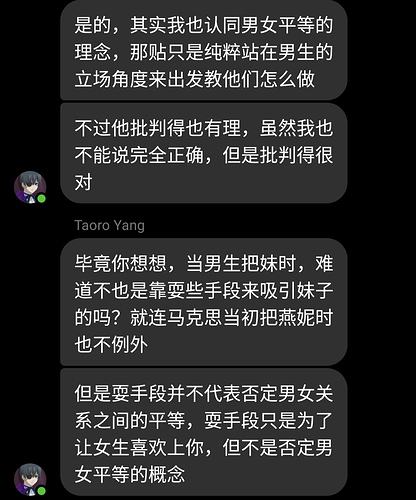 是的，其实我也认同男女平等的
理念，那贴只是纯粹站在男生的
立场角度来出发教他们怎么做
不过他批判得也有理，虽然我也
不能说完全正确，但是批判得很
对
Taoro Yang
毕竟你想想，当男生把妹时，难
道不也是靠耍些手段来吸引妹子
的吗？就连马克思当初把燕妮时
也不例外
但是耍手段并不代表否定男女关
系之间的平等，耍手段只是为了
让女生喜欢上你，但不是否定男
女平等的概念